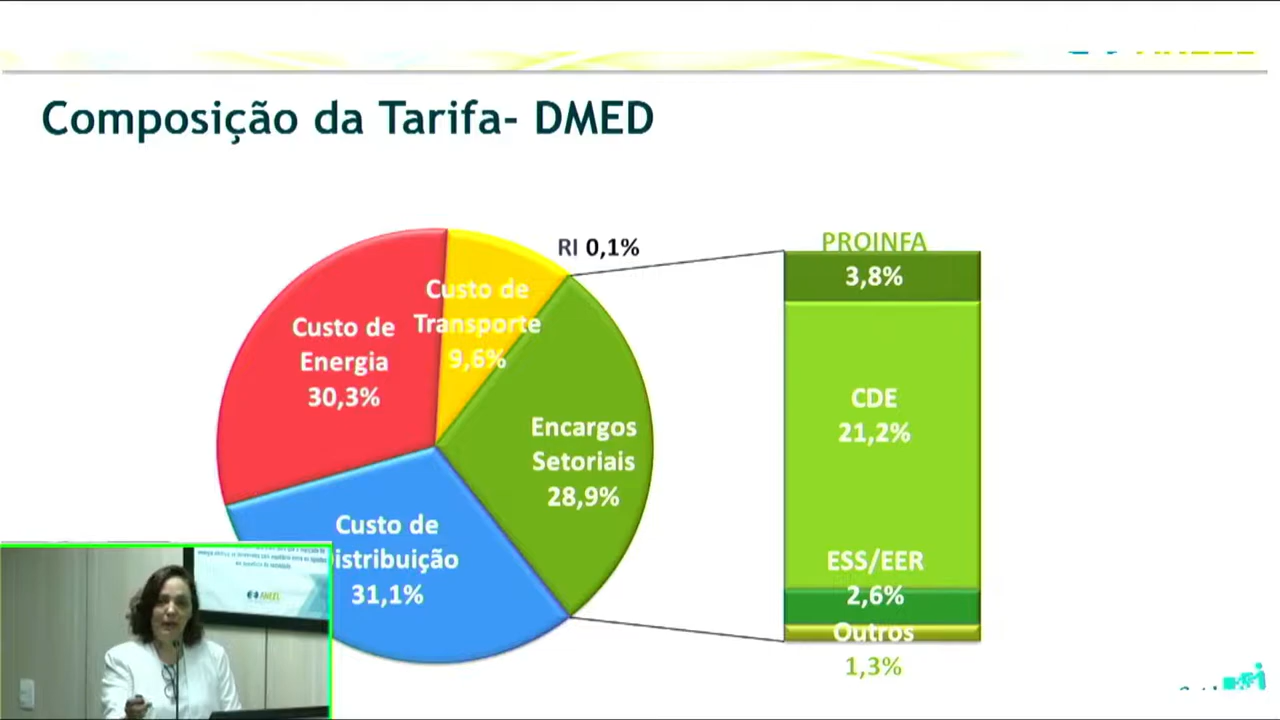 Composição da Tarifa- DMED
RI 0,1%
PROINFA
3,8%
Custo de
Transporte
9,6%
Custo de
Energia
30,3%
CDE
21,2%
Encargos
Setoriais
28,9%
Custo de
istribuição
31,1%
ESS/EER
2,6%
Outros
1,3%
ANEEL